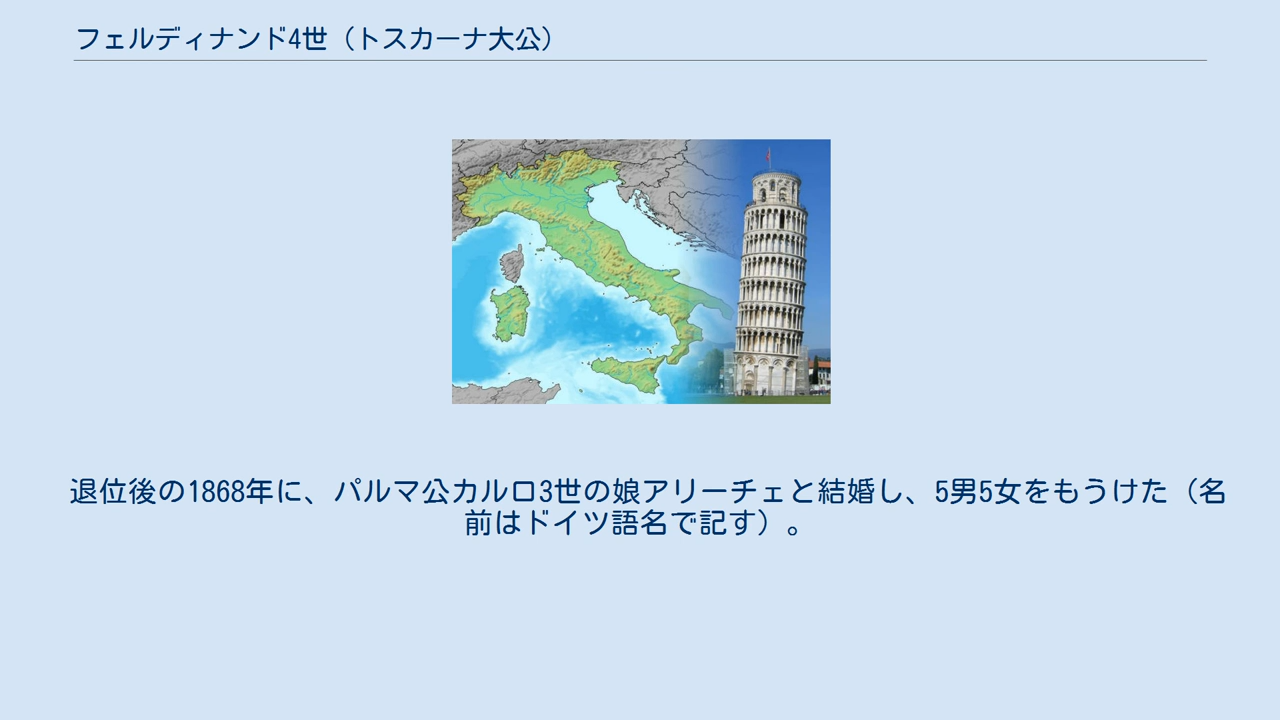 フェルディナンド4世（トスカーナ大公）
退位後の1868年に、パルマ公カルロ3世の娘アリーチェと結婚し、5男5女をもうけた（名
前はドイツ語名で記す）。